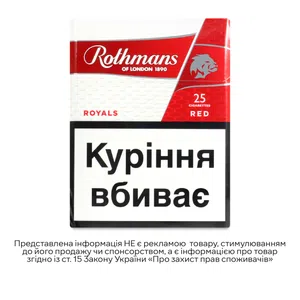 Rothmans
OF LONDON 1890
ROYALS
25
RED
Куріння
вбиває
Представлена інформація НЕ є рекламою товару, стимулюванням
до його продажу чи спонсорством, а є інформацією про товар
згідно із ст. 15 Закону України «Про захист прав споживачів»